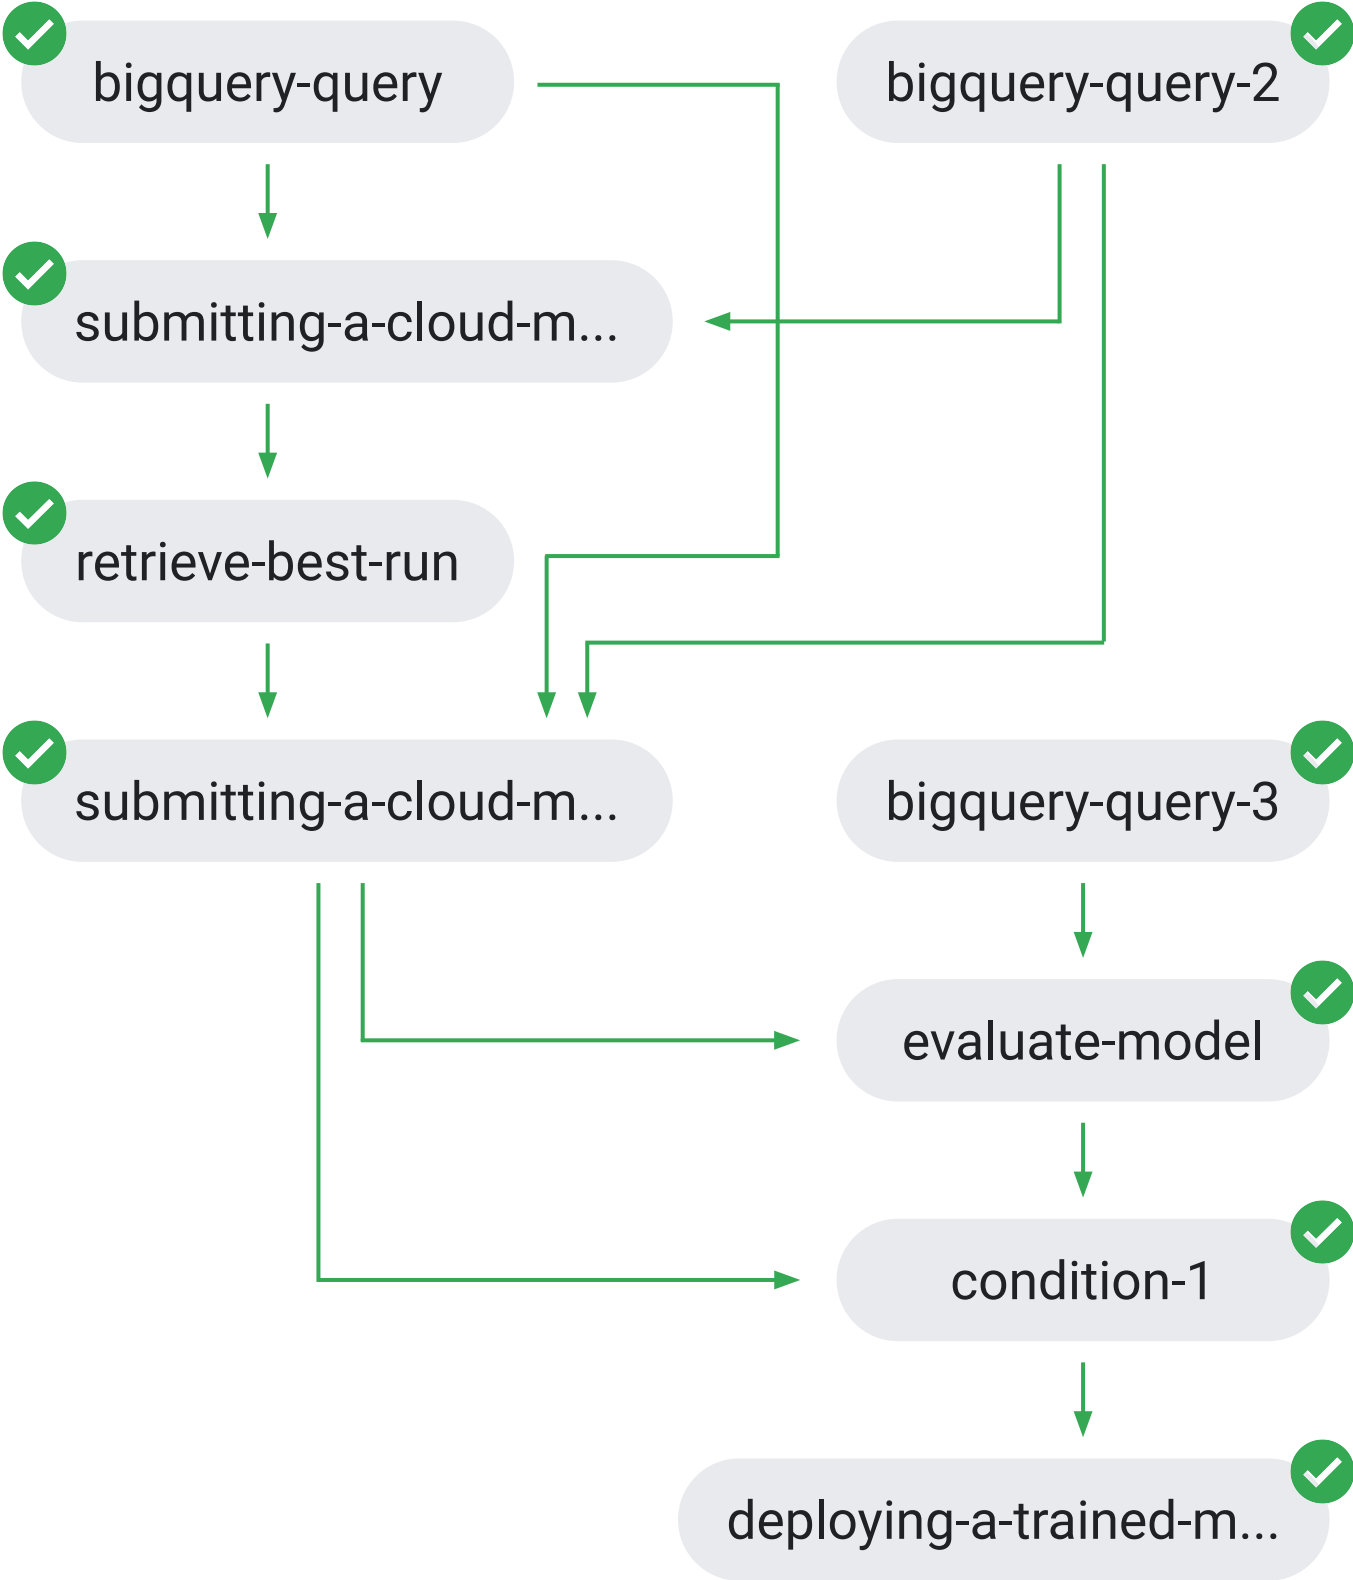 bigquery-query
bigquery-query-2
submitting-a-cloud-m...
retrieve-best-run
submitting-a-cloud-m...
bigquery-query-3
evaluate-model
condition-1
deploying-a-trained-m...